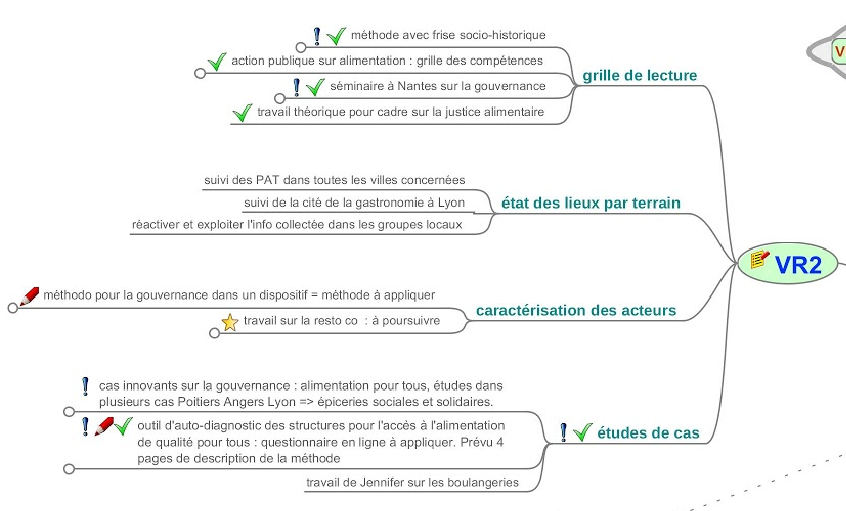 méthode avec frise socio-historique
action publique sur alimentation : grille des compétences
séminaire à Nantes sur la gouvernance
travail théorique pour cadre sur la justice alimentaire
grille de lecture
suivi des PAT dans toutes les villes concernées
suivi de la cité de la gastronomie à Lyon
réactiver et exploiter l'info collectée dans les groupes locaux
état des lieux par terrain
VR2
méthodo pour la gouvernance dans un dispositif = méthode à appliquer
travail sur la resto co : à poursuivre
caractérisation des acteurs
cas innovants sur la gouvernance : alimentation pour tous, études dans
plusieurs cas Poitiers Angers Lyon => épiceries sociales et solidaires.
outil d'auto-diagnostic des structures pour l'accès à l'alimentation
de qualité pour tous : questionnaire en ligne à appliquer. Prévu 4
pages de description de la méthode
travail de Jennifer sur les boulangeries
études de cas